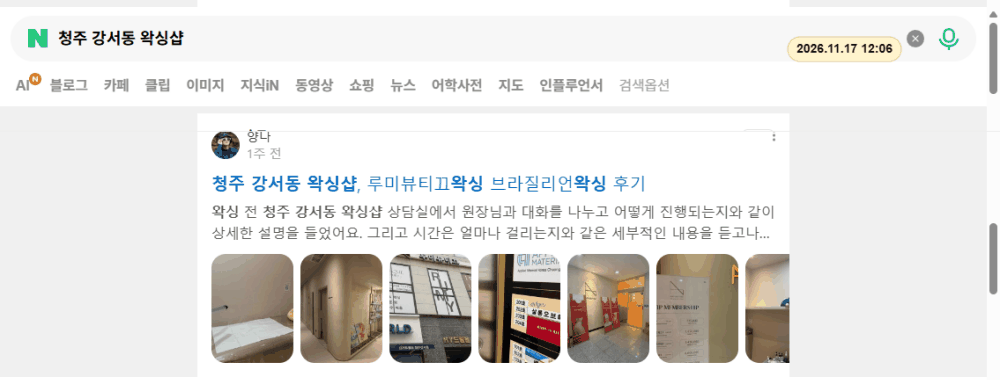 N 청주 강서동 왁싱샵
2026.11.17 12:06
AI N 블로그 카페 클립 이미지 지식iN 동영상 쇼핑 뉴스 어학사전 지도 인플루언서 검색옵션
양나
1주 전
청주 강서동 왁싱샵, 루미뷰티끄왁싱 브라질리언왁싱 후기
왁싱 전 청주 강서동 왁싱샵 상담실에서 원장님과 대화를 나누고 어떻게 진행되는지와 같이
상세한 설명을 들었어요. 그리고 시간은 얼마나 걸리는지와 같은 세부적인 내용을 듣고나...